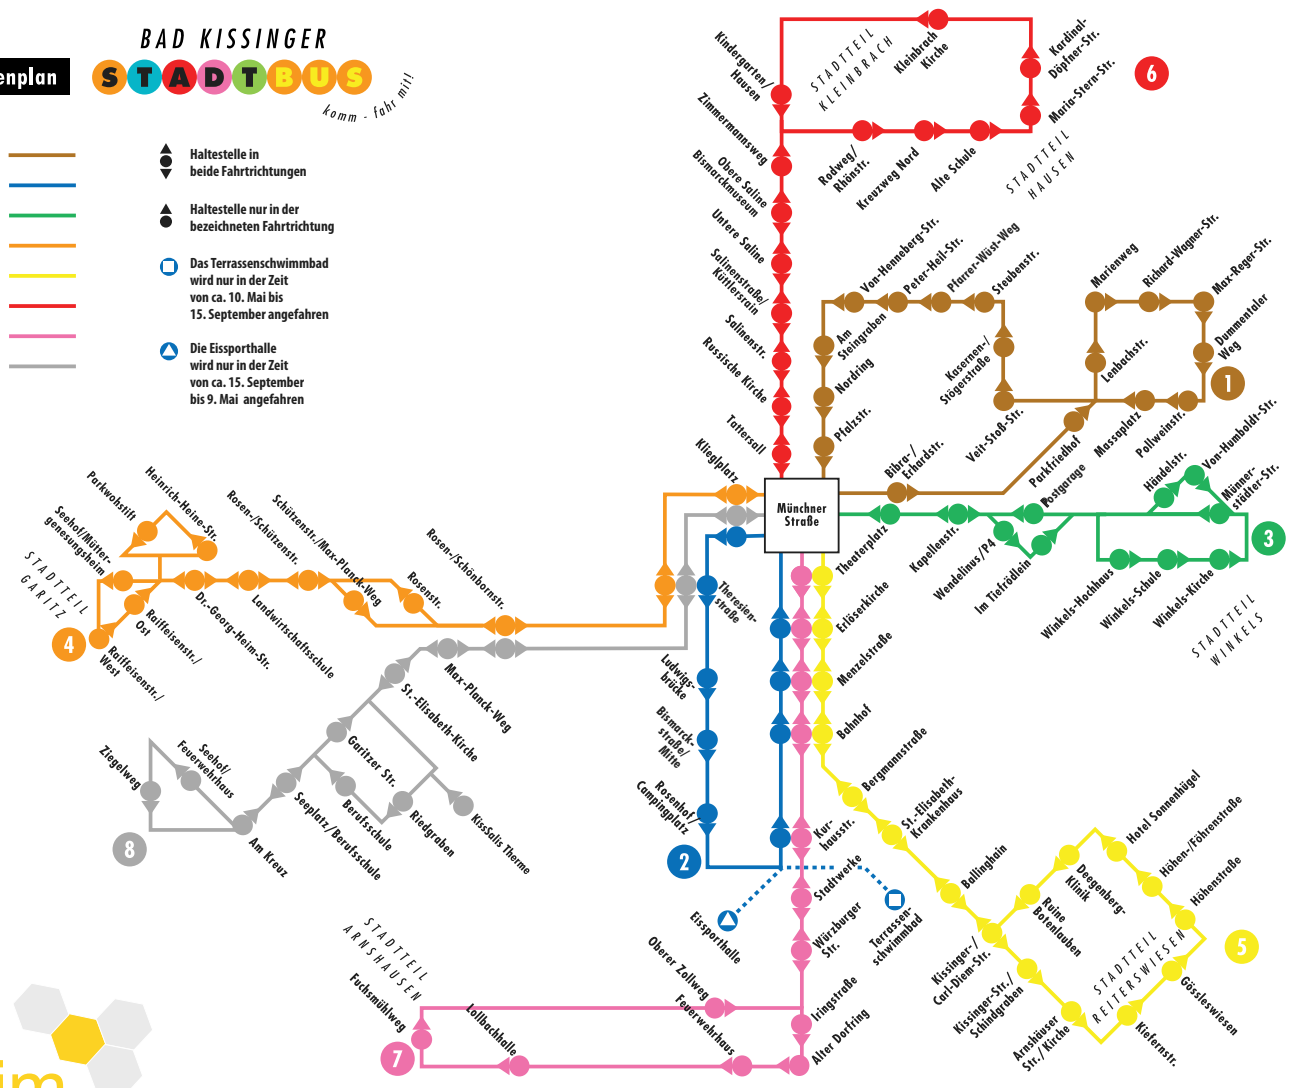 BAD KISSINGER
STADTBUS
komm - fahr mit!
enplan
Haltestelle in
beide Fahrtrichtungen
Haltestelle nur in der
bezeichneten Fahrtrichtung
Das Terrassenschwimmbad
wird nur in der Zeit
von ca. 10. Mai bis
15. September angefahren
Die Eissporthalle
wird nur in der Zeit
von ca. 15. September
bis 9. Mai angefahren
Kindergarten/
Hausen
Zimmermannsweg
Obere Saline
Bismarckmuseum
Untere Saline
Salinenstraße/
Küttlersrain
Salinenstr.
Russische Kirche
Tattersall
Klieglplatz
STADTTEIL
KLEINBRACH
Kleinbrach
Kirche
Kardinal-
Döpfner-Str.
Maria-Stern-Str.
6
Rodweg/
Rhönstr.
Kreuzweg Nord
Alte Schule
STADTTEIL
HAUSEN
Von-Henneberg-Str.
Peter-Heil-Str.
Pfarrer-Wüst-Weg
Steubenstr.
Am
Steingraben
Nordring
Pfalzstr.
Kasernen-/
Stögerstraße
Veit-Stoß-Str.
Bibra-/
Erhardstr.
Parkfriedhof
Lenbachstr.
Marienweg
Richard-Wagner-Str.
Max-Reger-Str.
Dummentaler
Weg
1
Massaplatz
Pollweinstr.
Münchner
Straße
Theaterplatz
Kapellenstr.
Postgarage
Wendelinus/P4
Im Tiefrödlein
Händelstr.
Von-Humboldt-Str.
Münner-
städter-Str.
3
Winkels-Hochhaus
Winkels-Schule
Winkels-Kirche
STADTTEIL
WINKELS
Parkwohstift
Heinrich-Heine-Str.
Seehof/Mütter-
genesungsheim
Rosen-/Schützenstr.
Schützenstr./Max-Planck-Weg
Rosenstr.
Rosen-/Schönbornstr.
STADTTEIL
GARITZ
4
Raiffeisenstr./
West
Raiffeisenstr./
Ost
Dr.-Georg-Heim-Str.
Landwirtschaftsschule
Max-Planck-Weg
St.-Elisabeth-Kirche
Garitzer Str.
Seeplatz/Berufsschule
Berufsschule
Riedgraben
KissSalis Therme
Am Kreuz
Seehof/
Feuerwehrhaus
Ziegelweg
8
Theresien-
straße
Ludwigs-
brücke
Bismarck-
straße/
Mitte
Rosenhof/
Campingplatz
2
Eissporthalle
Terrassen-
schwimmbad
Erlöserkirche
Menzelstraße
Bahnhof
Kur-
hausstr.
Stadtwerke
Würzburger
Str.
Iringstraße
Alter Dorfring
Feuerwehrhaus
Oberer Zollweg
Lollbachhalle
Fuchsmühlweg
STADTTEIL
ARNSHAUSEN
7
Bergmannstraße
St.-Elisabeth-
Krankenhaus
Ballinghain
Kissinger-/
Carl-Diem-Str.
Kissinger-Str./
Schindgraben
Arnshäuser
Str./Kirche
Kiefernstr.
Gössleswiesen
Höhenstraße
Höhen-/Föhrenstraße
Hotel Sonnenhügel
Deegenberg-
Klinik
Ruine
Botenlauben
STADTTEIL
REITERSWIESEN
5
im